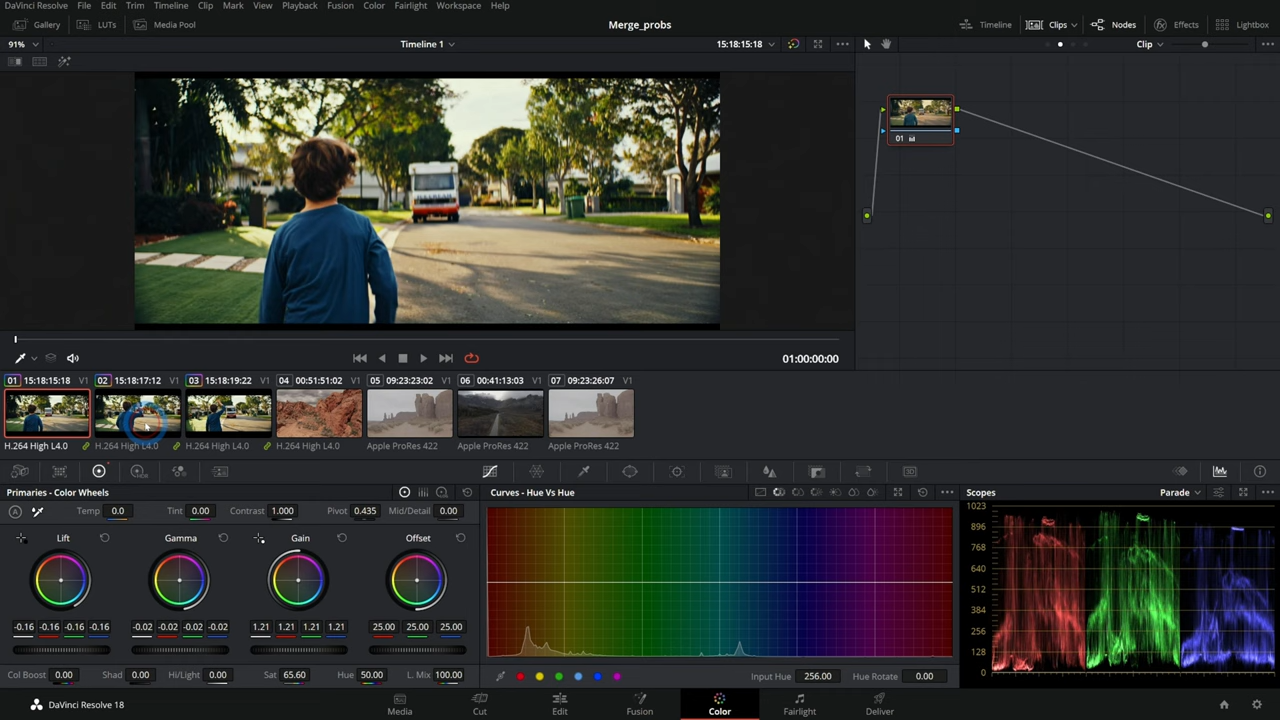 DaVinci Resolve File Edit Trim Timeline Clip Mark View Playback Fusion Color Fairlight Workspace Help
Gallery LUTs Media Pool Merge_probs Timeline Clips Nodes Effects Lightbox
91% Timeline 1 15:18:15:18 Clip
01
01:00:00:00
01 15:18:15:18 V1 02 15:18:17:12 V1 03 15:18:19:22 V1 04 00:51:51:02 V1 05 09:23:23:02 V1 06 00:41:13:03 V1 07 09:23:26:07 V1
H.264 High L4.0 H.264 High L4.0 H.264 High L4.0 H.264 High L4.0 Apple ProRes 422 Apple ProRes 422 Apple ProRes 422
Primaries - Color Wheels Curves - Hue Vs Hue Scopes Parade
A Temp 0.0 Tint 0.00 Contrast 1.000 Pivot 0.435 Mid/Detail 0.00
Lift Gamma Gain Offset
-0.16 -0.16 -0.16 -0.16 -0.02 -0.02 -0.02 -0.02 1.21 1.21 1.21 1.21 25.00 25.00 25.00
Col Boost 0.00 Shad 0.00 Hi/Light 0.00 Sat 65.60 Hue 50.00 L. Mix 100.00
Input Hue 256.00 Hue Rotate 0.00
1023
896
768
640
512
384
256
128
0
DaVinci Resolve 18 Media Cut Edit Fusion Color Fairlight Deliver